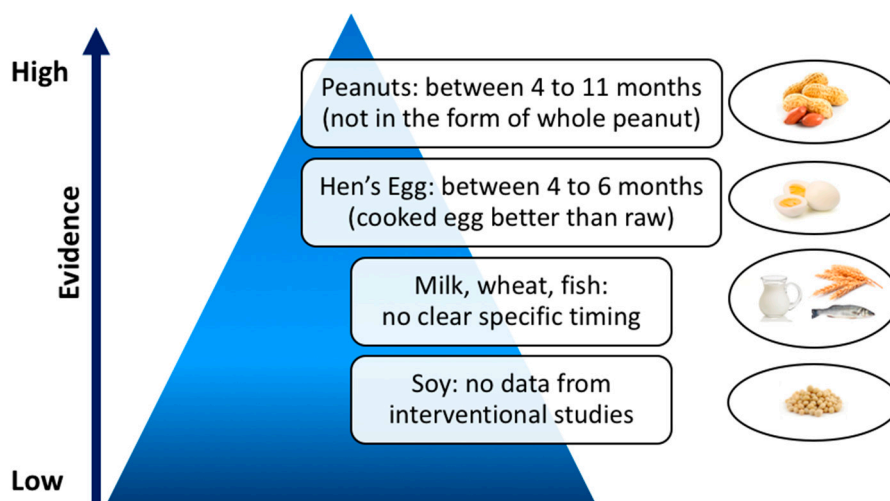 High
Peanuts: between 4 to 11 months
(not in the form of whole peanut)
Hen's Egg: between 4 to 6 months
(cooked egg better than raw)
Evidence
Milk, wheat, fish:
no clear specific timing
Soy: no data from
interventional studies
Low